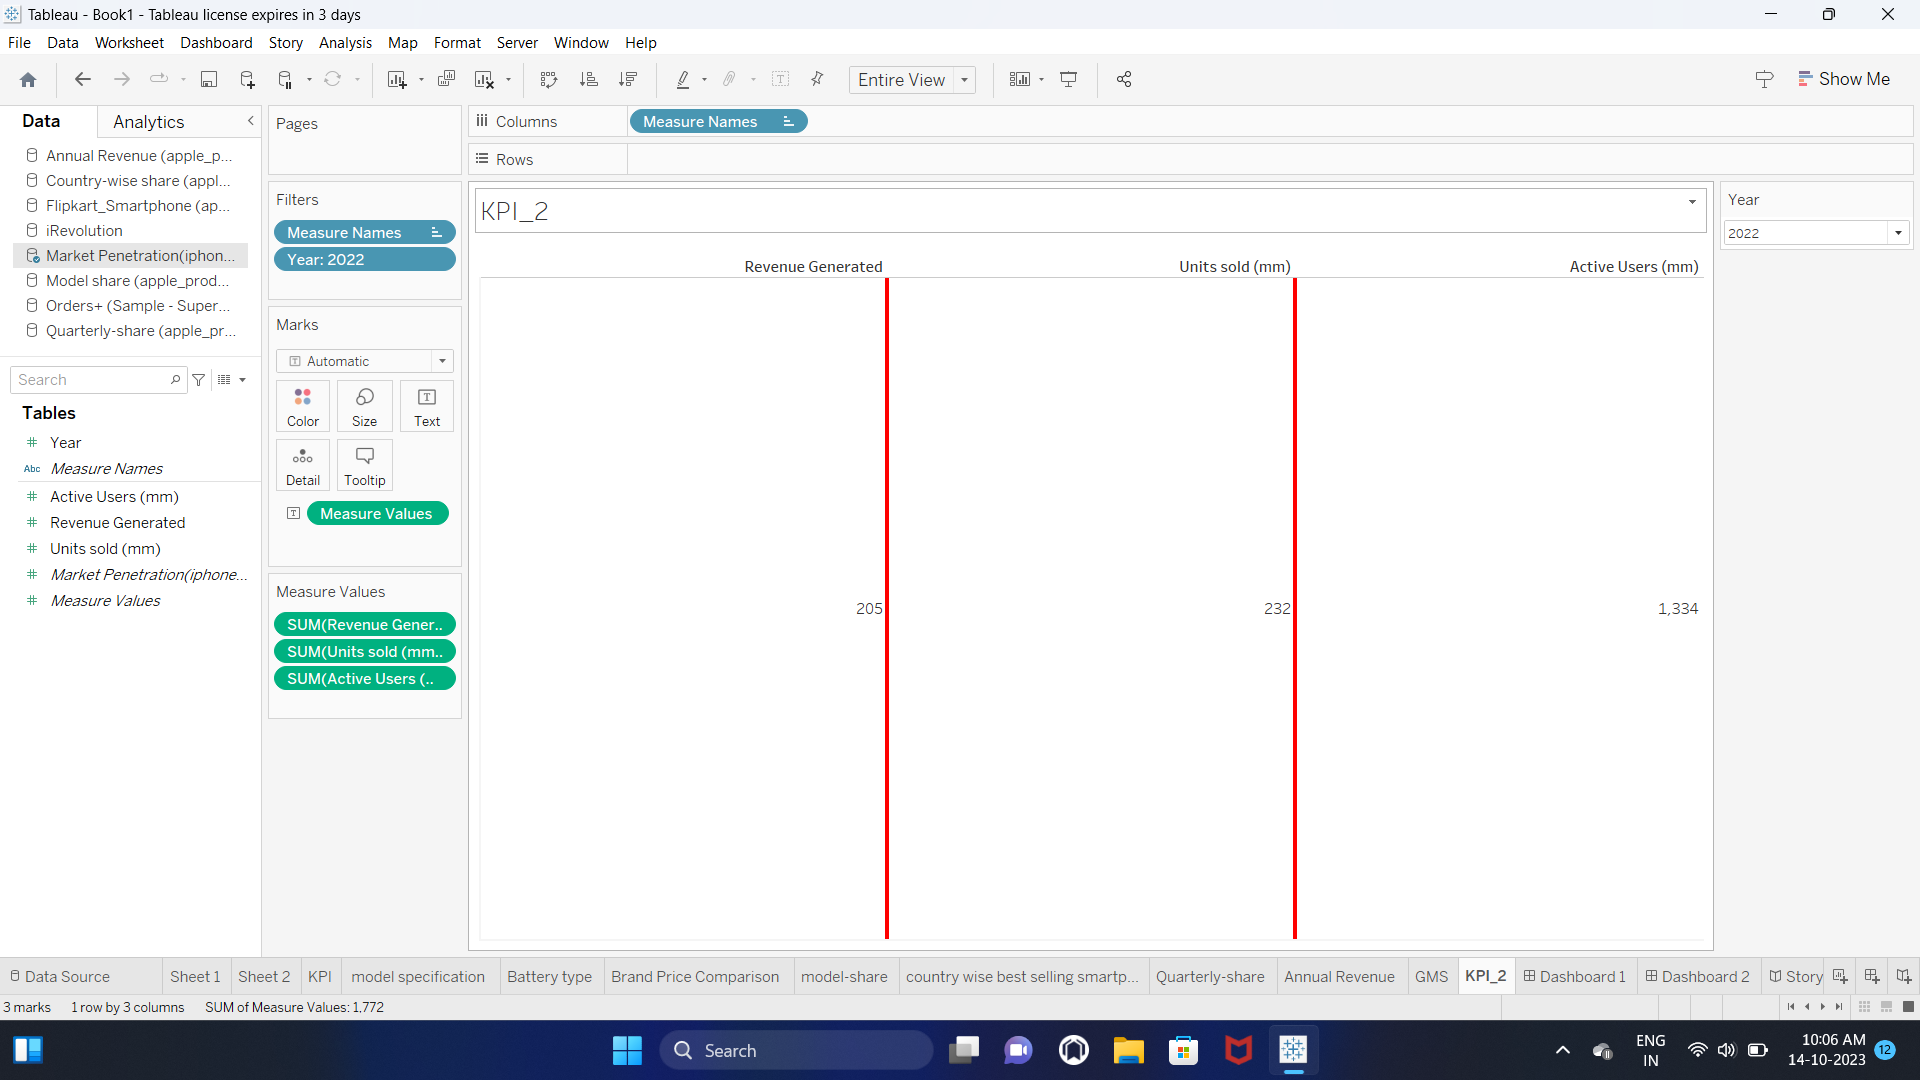 Tableau - Book1 - Tableau license expires in 3 days
File Data Worksheet Dashboard Story Analysis Map Format Server Window Help
Entire View
Show Me
Data Analytics
Annual Revenue (apple_p...
Country-wise share (appl...
Flipkart_Smartphone (ap...
iRevolution
Market Penetration(iphon...
Model share (apple_prod...
Orders+ (Sample - Super...
Quarterly-share (apple_pr...
Search
Tables
Year
Abc Measure Names
Active Users (mm)
Revenue Generated
Units sold (mm)
Market Penetration(iphone...
Measure Values
Pages
Filters
Measure Names
Year: 2022
Marks
Automatic
Color Size Text
Detail Tooltip
Measure Values
Measure Values
SUM(Revenue Gener..
SUM(Units sold (mm..
SUM(Active Users (..
Columns Measure Names
Rows
KPI_2
Revenue Generated Units sold (mm) Active Users (mm)
205 232 1,334
Year
2022
Data Source Sheet 1 Sheet 2 KPI model specification Battery type Brand Price Comparison model-share country wise best selling smartp... Quarterly-share Annual Revenue GMS KPI_2 Dashboard 1 Dashboard 2 Story
3 marks 1 row by 3 columns SUM of Measure Values: 1,772
Search
ENG
IN
10:06 AM
14-10-2023
12